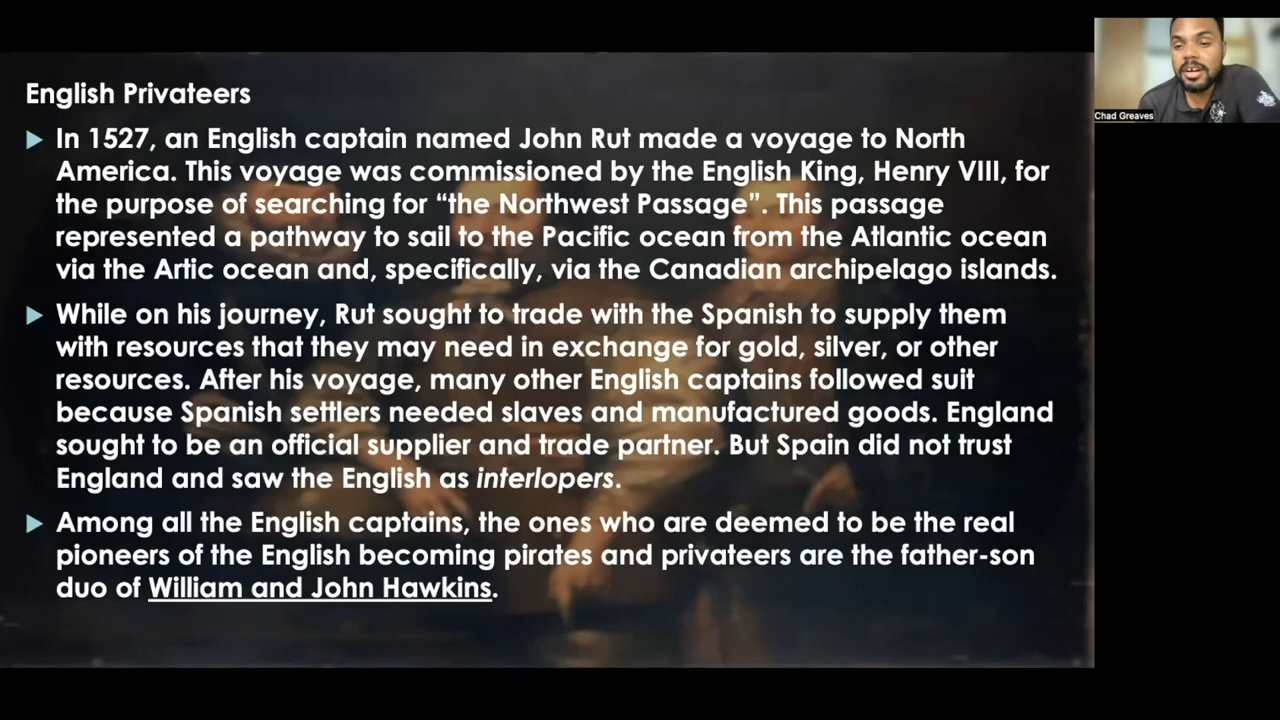 English Privateers
In 1527, an English captain named John Rut made a voyage to North
America. This voyage was commissioned by the English King, Henry VIII, for
the purpose of searching for “the Northwest Passage”. This passage
represented a pathway to sail to the Pacific ocean from the Atlantic ocean
via the Artic ocean and, specifically, via the Canadian archipelago islands.
While on his journey, Rut sought to trade with the Spanish to supply them
with resources that they may need in exchange for gold, silver, or other
resources. After his voyage, many other English captains followed suit
because Spanish settlers needed slaves and manufactured goods. England
sought to be an official supplier and trade partner. But Spain did not trust
England and saw the English as interlopers.
Among all the English captains, the ones who are deemed to be the real
pioneers of the English becoming pirates and privateers are the father-son
duo of William and John Hawkins.
Chad Greaves